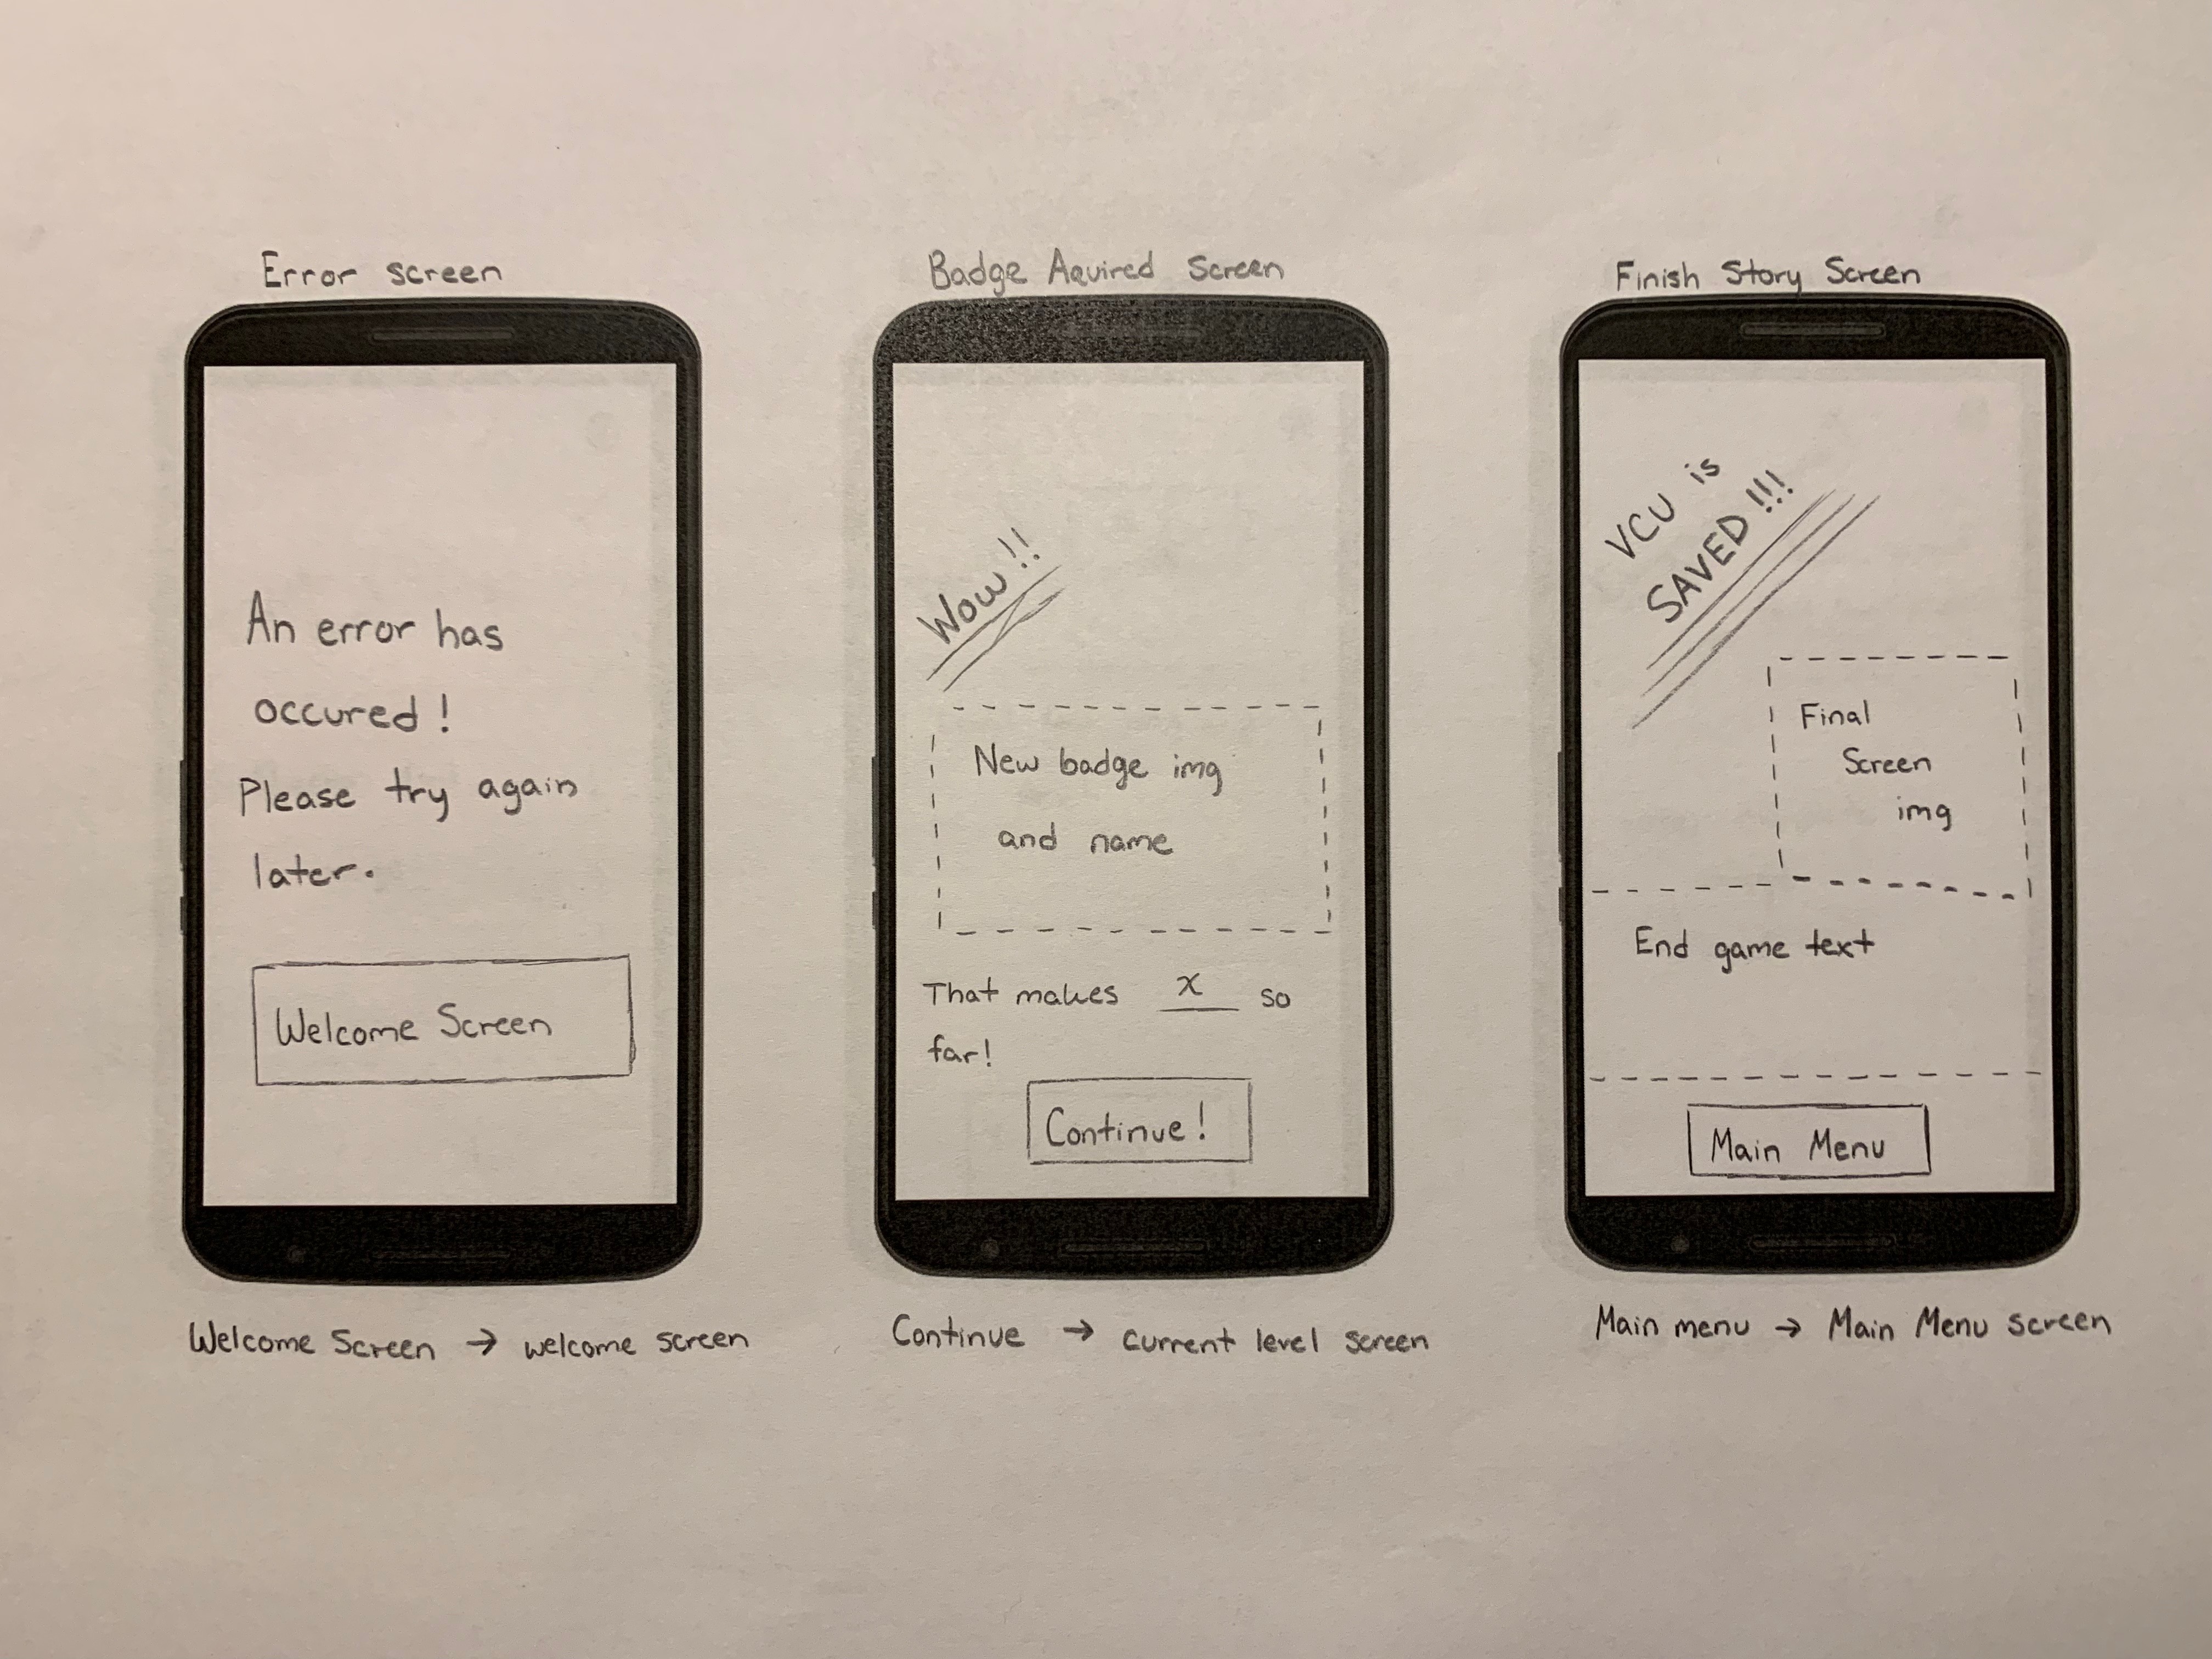 Error screen
An error has
occured!
Please try again
later.
Welcome Screen
Welcome Screen → welcome screen
Badge Aquired Screen
Wow!!
New badge img
and name
That makes x so
far!
Continue!
Continue → current level screen
Finish Story Screen
VCU is
SAVED!!!
Final
Screen
img
End game text
Main Menu
Main menu → Main Menu screen